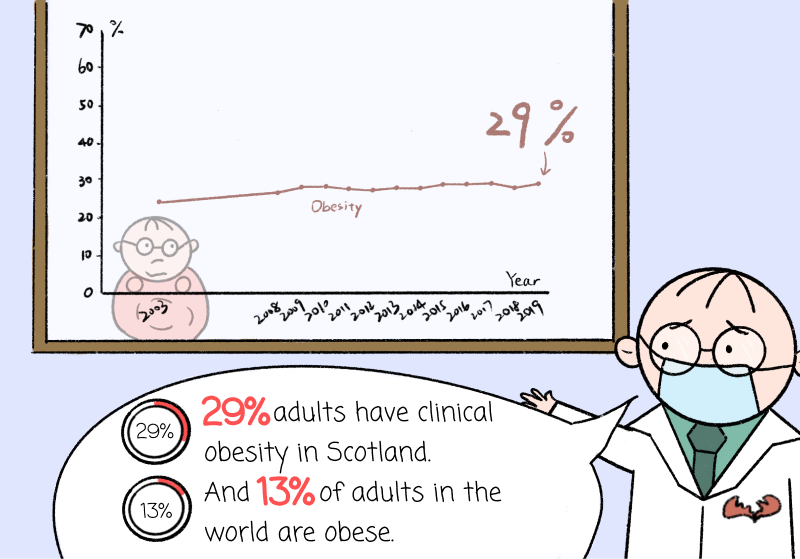 70 %
60
50
40
30
20
10
0
29%
Obesity
Year
2003 2008 2009 2010 2011 2012 2013 2014 2015 2016 2017 2018 2019
29%
29% adults have clinical
obesity in Scotland.
13%
And 13% of adults in the
world are obese.